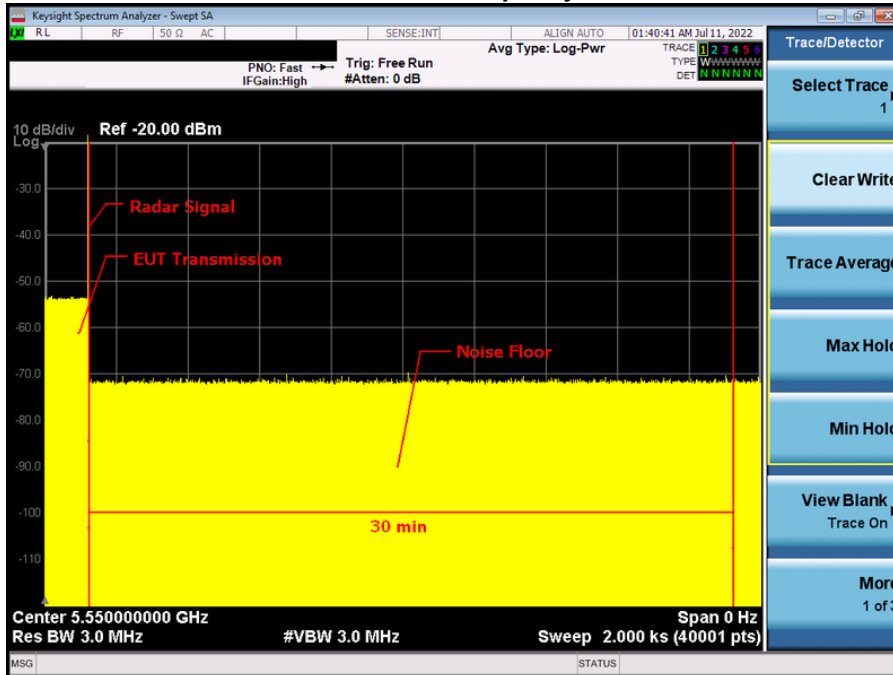 Keysight Spectrum Analyzer - Swept SA
LXI RL RF 50 Ω AC SENSE:INT ALIGN AUTO 01:40:41 AM Jul 11, 2022
Avg Type: Log-Pwr TRACE 1 2 3 4 5 6
PNO: Fast Trig: Free Run TYPE WWWWWW
IFGain:High #Atten: 0 dB DET N N N N N N
Trace/Detector
Select Trace
1
Clear Write
Trace Average
Max Hold
Min Hold
View Blank
Trace On
More
1 of 3
10 dB/div Ref -20.00 dBm
Log
-30.0
Radar Signal
-40.0
EUT Transmission
-50.0
-60.0
Noise Floor
-70.0
-80.0
-90.0
-100
30 min
-110
Center 5.550000000 GHz Span 0 Hz
Res BW 3.0 MHz #VBW 3.0 MHz Sweep 2.000 ks (40001 pts)
MSG STATUS